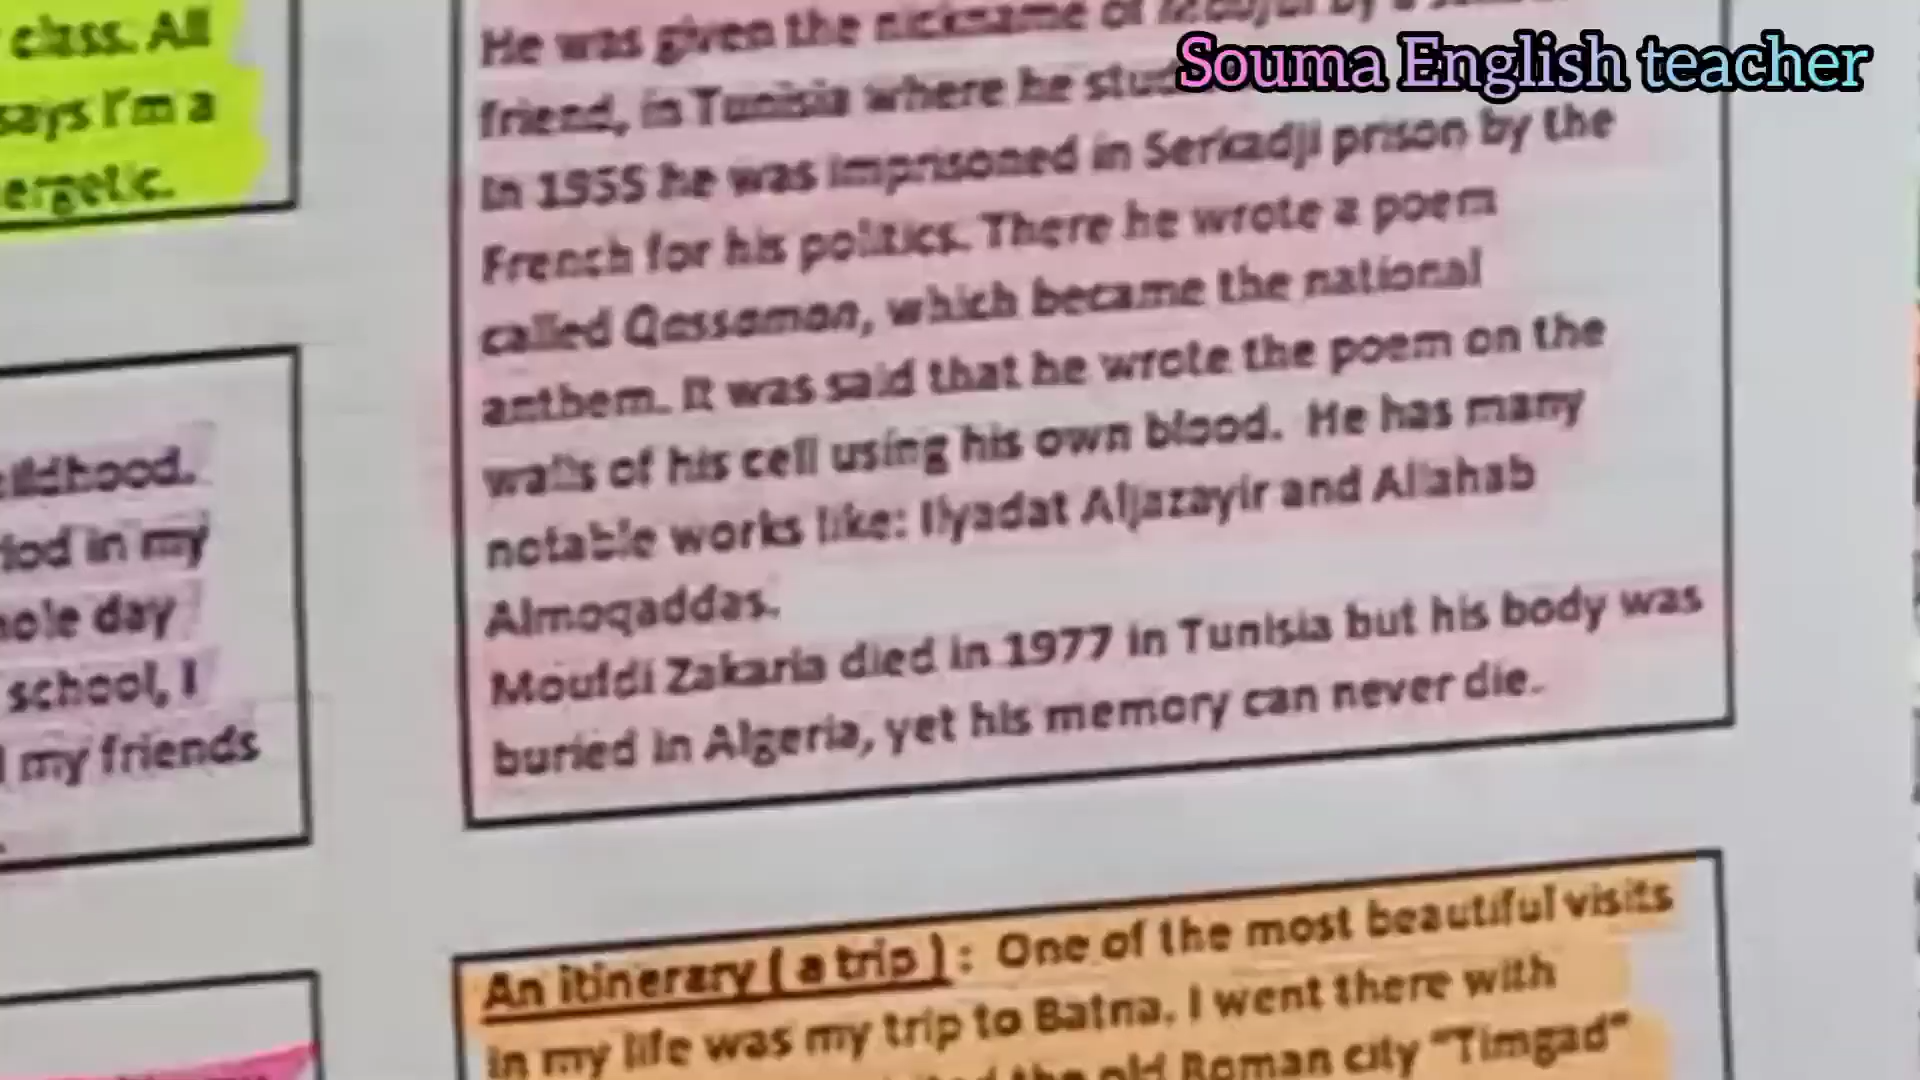 Souma English teacher
class. All
says I'm a
ergetic.
ildhood.
iod in my
hole day
school, I
my friends
He was given the nickname of
friend, in Tunisia where he stud
In 1955 he was imprisoned in Serkadji prison by the
French for his politics. There he wrote a poem
called Qassaman, which became the national
anthem. It was said that he wrote the poem on the
walls of his cell using his own blood. He has many
notable works like: Ilyadat Aljazayir and Allahab
Almoqaddas.
Moufdi Zakaria died in 1977 in Tunisia but his body was
buried in Algeria, yet his memory can never die.
An itinerary ( a trip ) : One of the most beautiful visits
in my life was my trip to Batna. I went there with
the old Roman city "Timgad"